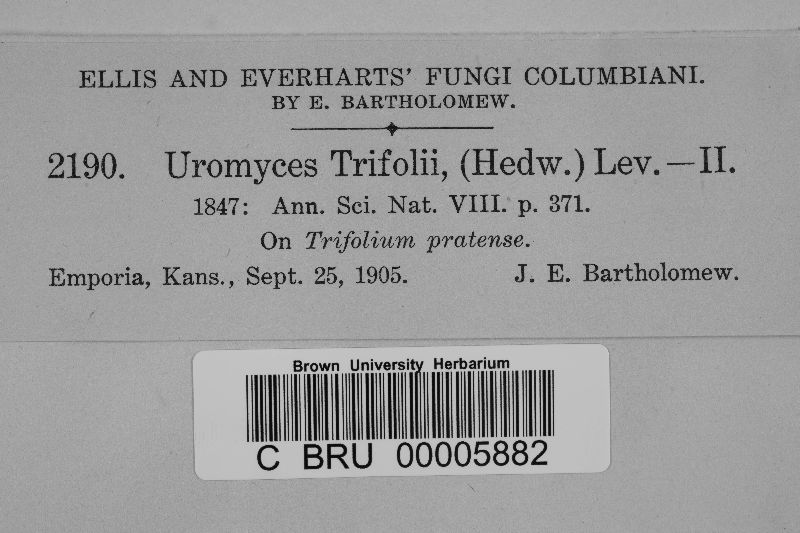 ELLIS AND EVERHARTS' FUNGI COLUMBIANI.
BY E. BARTHOLOMEW.
2190. Uromyces Trifolii, (Hedw.) Lev.—II.
1847: Ann. Sci. Nat. VIII. p. 371.
On Trifolium pratense.
Emporia, Kans., Sept. 25, 1905. J. E. Bartholomew.
Brown University Herbarium
C BRU 00005882